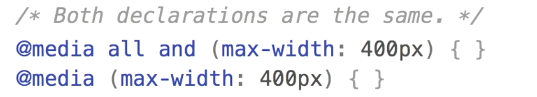 /* Both declarations are the same. */
@media all and (max-width: 400px) { }
@media (max-width: 400px) { }